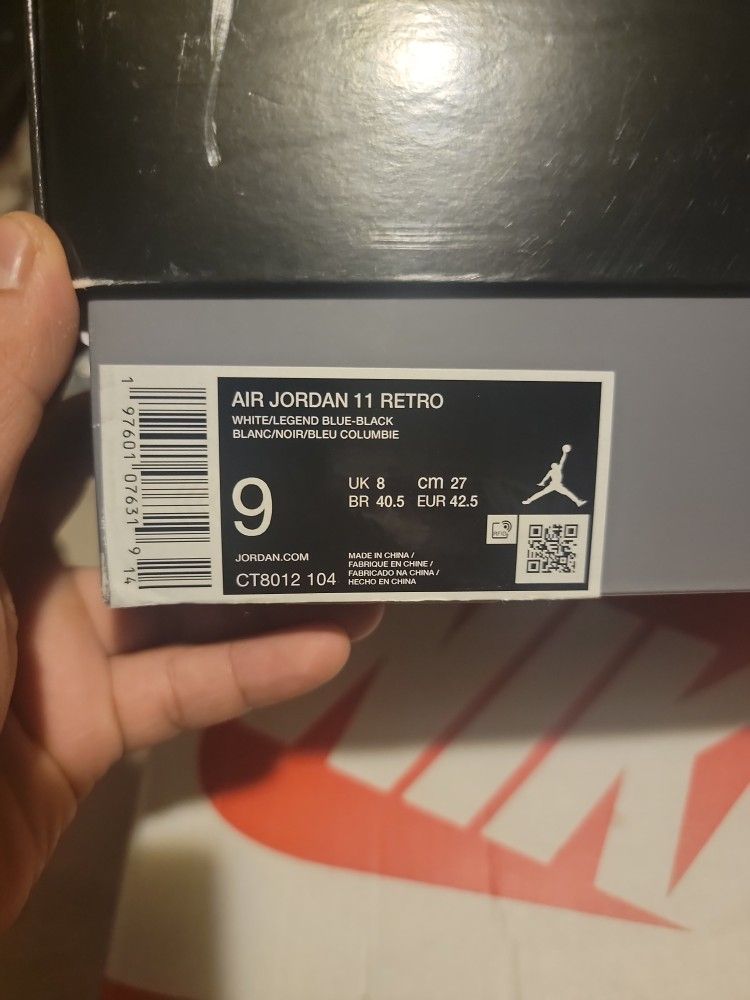 AIR JORDAN 11 RETRO
WHITE/LEGEND BLUE-BLACK
BLANC/NOIR/BLEU COLUMBIE
9
UK 8 cm 27
BR 40.5 EUR 42.5
RFID
JORDAN.COM
CT8012 104
MADE IN CHINA /
FABRIQUE EN CHINE /
FABRICADO NA CHINA /
HECHO EN CHINA
1 97601 07631 9 14
NIK